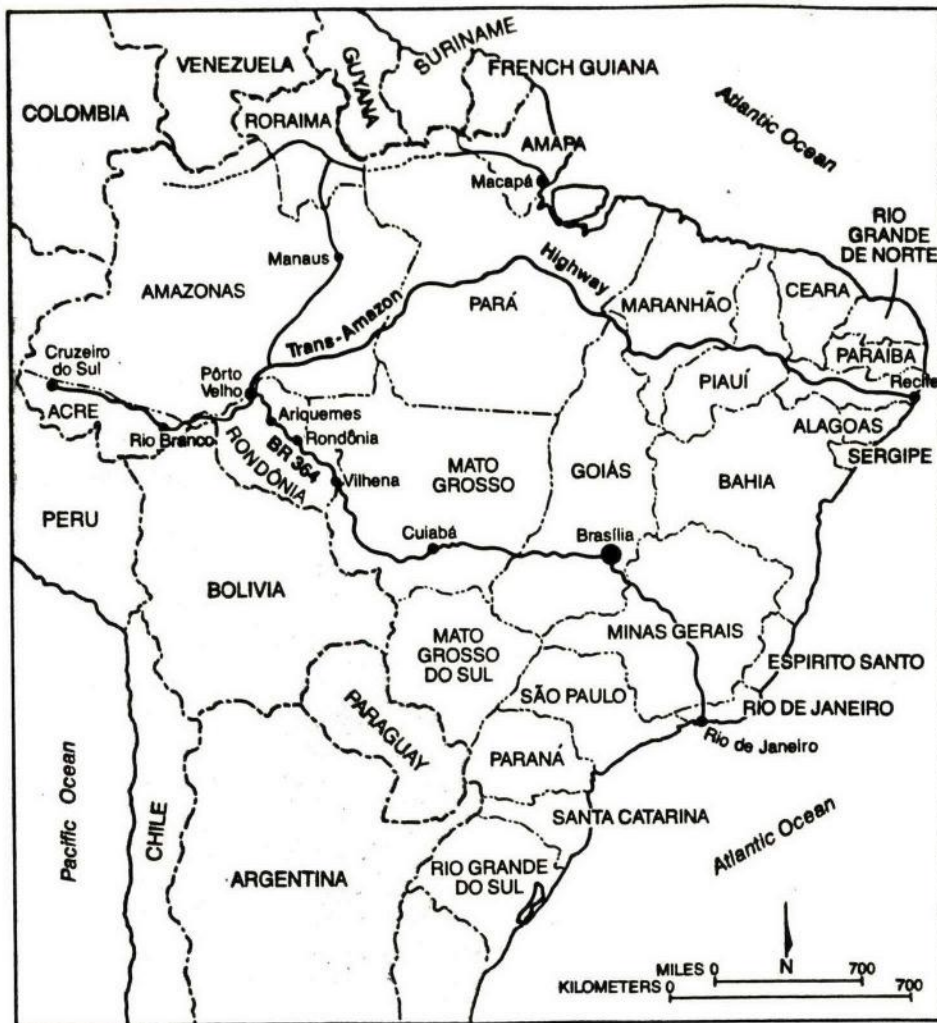 VENEZUELA
GUYANA
SURINAME
FRENCH GUIANA
COLOMBIA
RORAIMA
AMAPA
Atlantic Ocean
Macapá
RIO
GRANDE
DE NORTE
Manaus
Highway
AMAZONAS
PARÁ
MARANHÃO
CEARA
Trans-Amazon
Cruzeiro
do Sul
Pôrto
Velho
PARAIBA
PIAUÍ
Recife
ACRE
Ariquemes
ALAGOAS
Rio Branco
Rondônia
SERGIPE
BR 364
RONDÔNIA
Vilhena
MATO
GROSSO
GOIÁS
BAHIA
PERU
Cuiabá
Brasília
BOLIVIA
MATO
GROSSO
DO SUL
MINAS GERAIS
ESPIRITO SANTO
SÃO PAULO
RIO DE JANEIRO
PARAGUAY
Rio de Janeiro
PARANÁ
Pacific Ocean
CHILE
SANTA CATARINA
Atlantic Ocean
ARGENTINA
RIO GRANDE
DO SUL
N
MILES 0 700
KILOMETERS 0 700